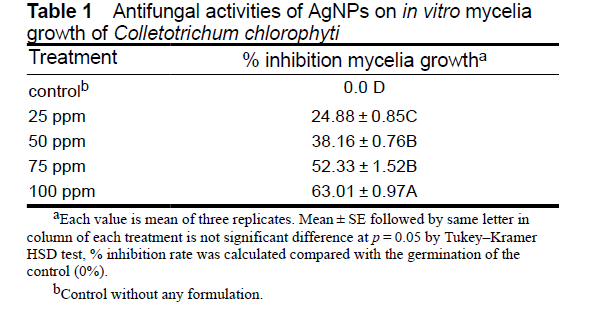 Table 1 Antifungal activities of AgNPs on in vitro mycelia
growth of Colletotrichum chlorophyti
Treatment % inhibition mycelia growthᵃ
controlᵇ 0.0 D
25 ppm 24.88 ± 0.85C
50 ppm 38.16 ± 0.76B
75 ppm 52.33 ± 1.52B
100 ppm 63.01 ± 0.97A
ᵃEach value is mean of three replicates. Mean ± SE followed by same letter in
column of each treatment is not significant difference at p = 0.05 by Tukey–Kramer
HSD test, % inhibition rate was calculated compared with the germination of the
control (0%).
ᵇControl without any formulation.